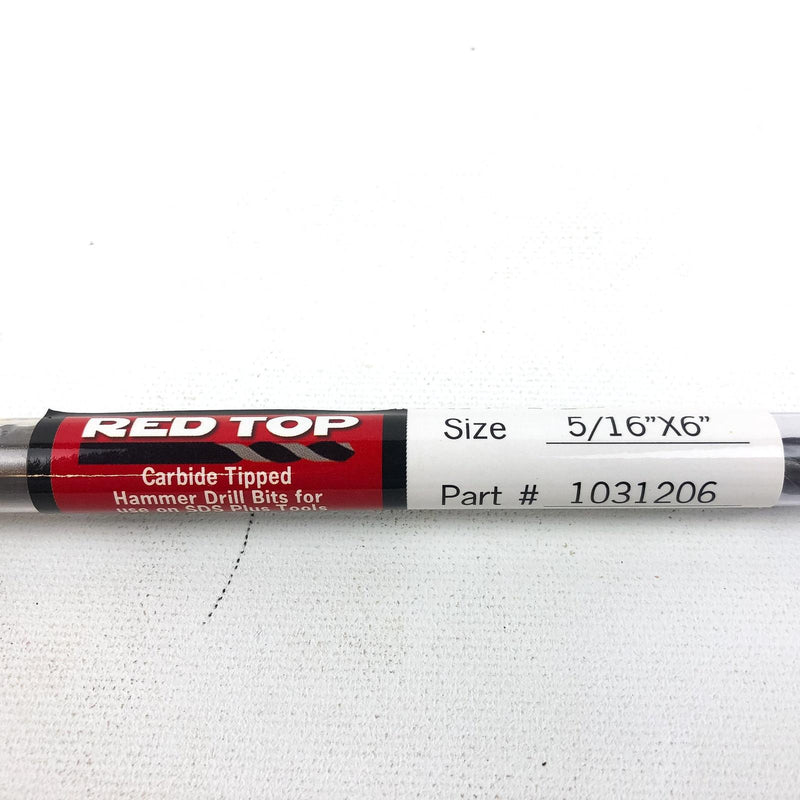 RED TOP
Carbide Tipped
Hammer Drill Bits for
use on SDS Plus Tools
Size 5/16"X6"
Part # 1031206